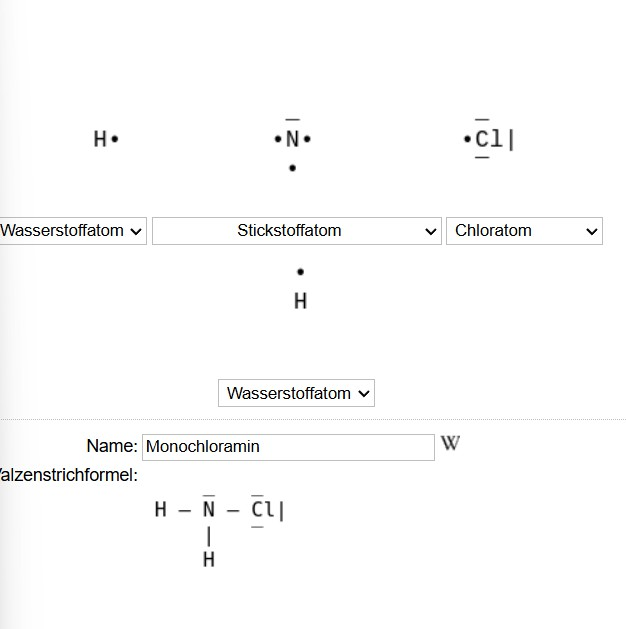 H• •N̅• •C̲̅l|
•
Wasserstoffatom Stickstoffatom Chloratom
•
H
Wasserstoffatom
Name: Monochloramin W
alzenstrichformel:
H – N̅ – C̲̅l|
|
H